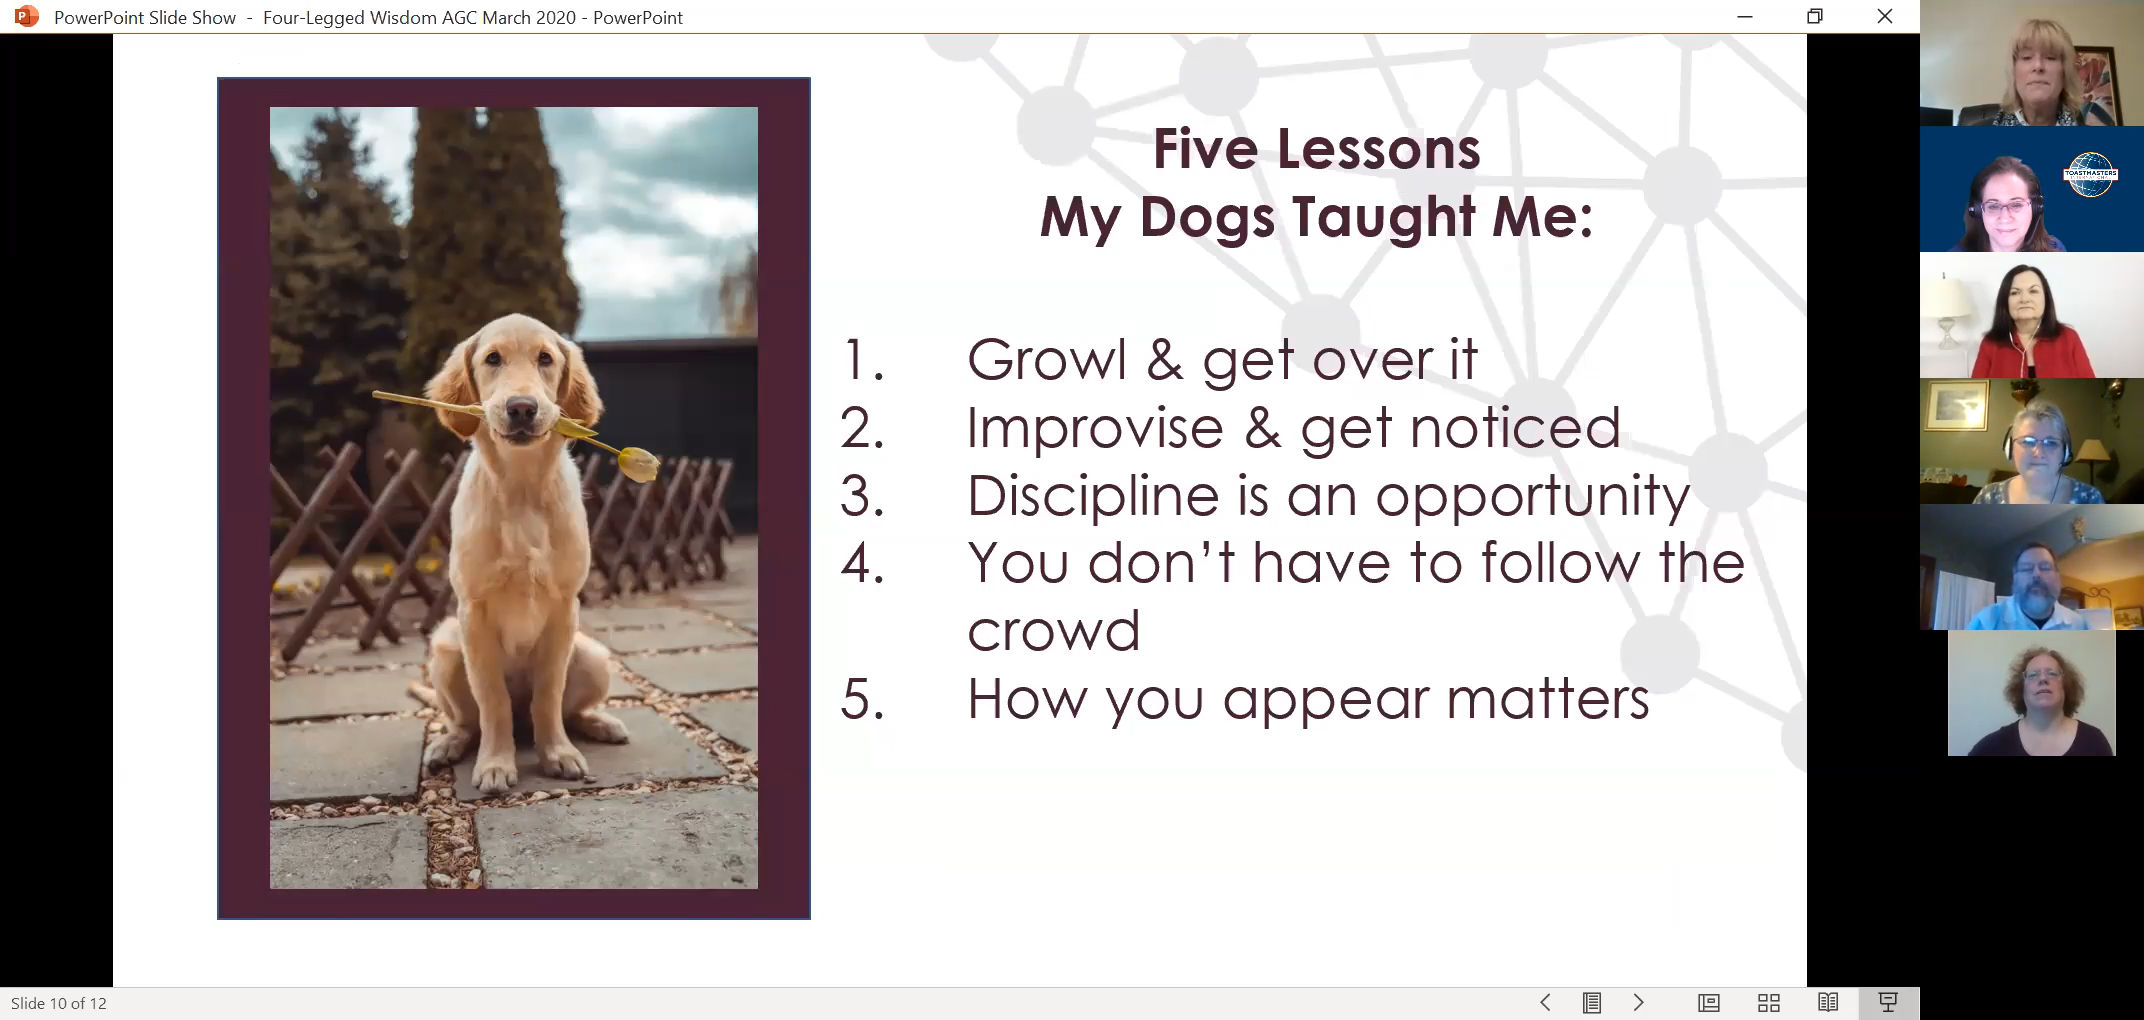 PowerPoint Slide Show - Four-Legged Wisdom AGC March 2020 - PowerPoint
Five Lessons
My Dogs Taught Me:
1. Growl & get over it
2. Improvise & get noticed
3. Discipline is an opportunity
4. You don’t have to follow the
crowd
5. How you appear matters
TOASTMASTERS
INTERNATIONAL
Slide 10 of 12